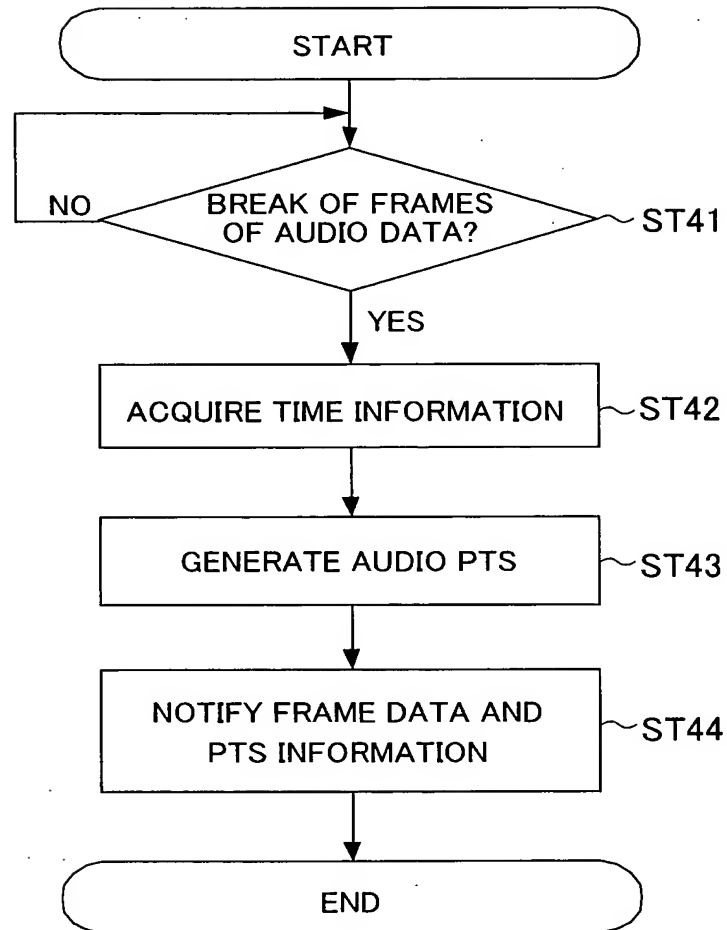 START
BREAK OF FRAMES
OF AUDIO DATA?
NO
ST41
YES
ACQUIRE TIME INFORMATION
ST42
GENERATE AUDIO PTS
ST43
NOTIFY FRAME DATA AND
PTS INFORMATION
ST44
END